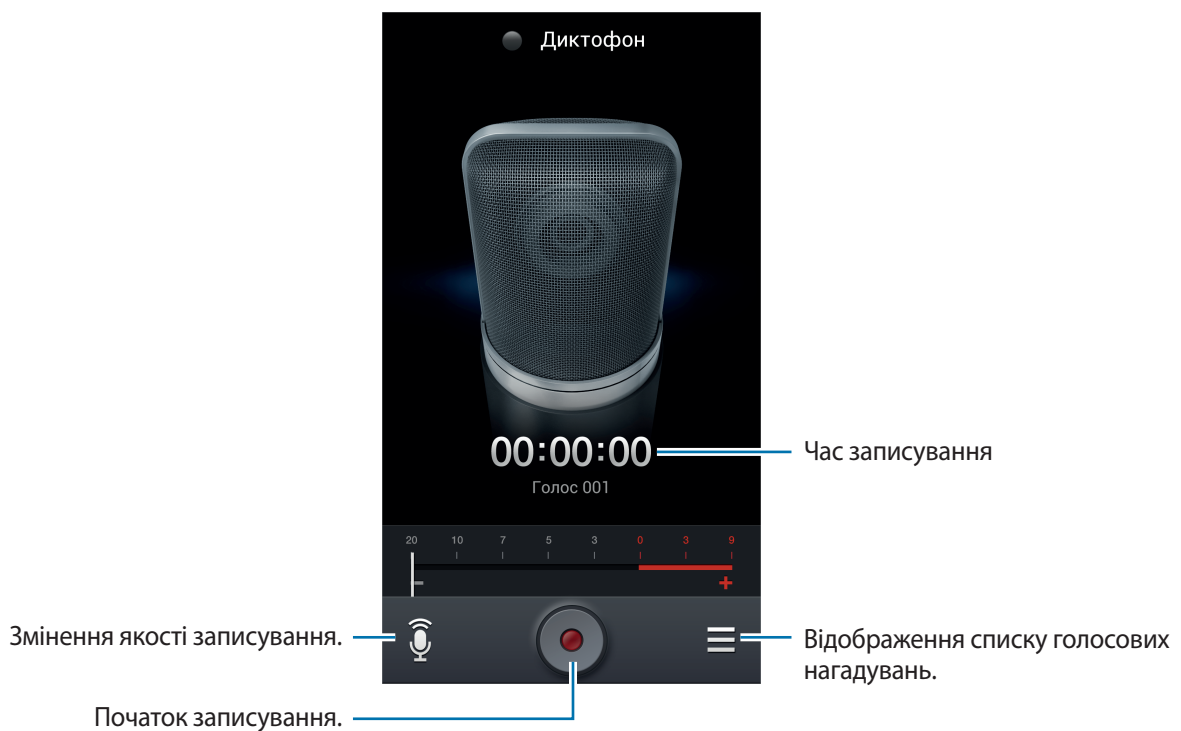 Диктофон
00:00:00
Час записування
Голос 001
20 10 7 5 3 0 3 9
− +
Змінення якості записування.
Відображення списку голосових
нагадувань.
Початок записування.